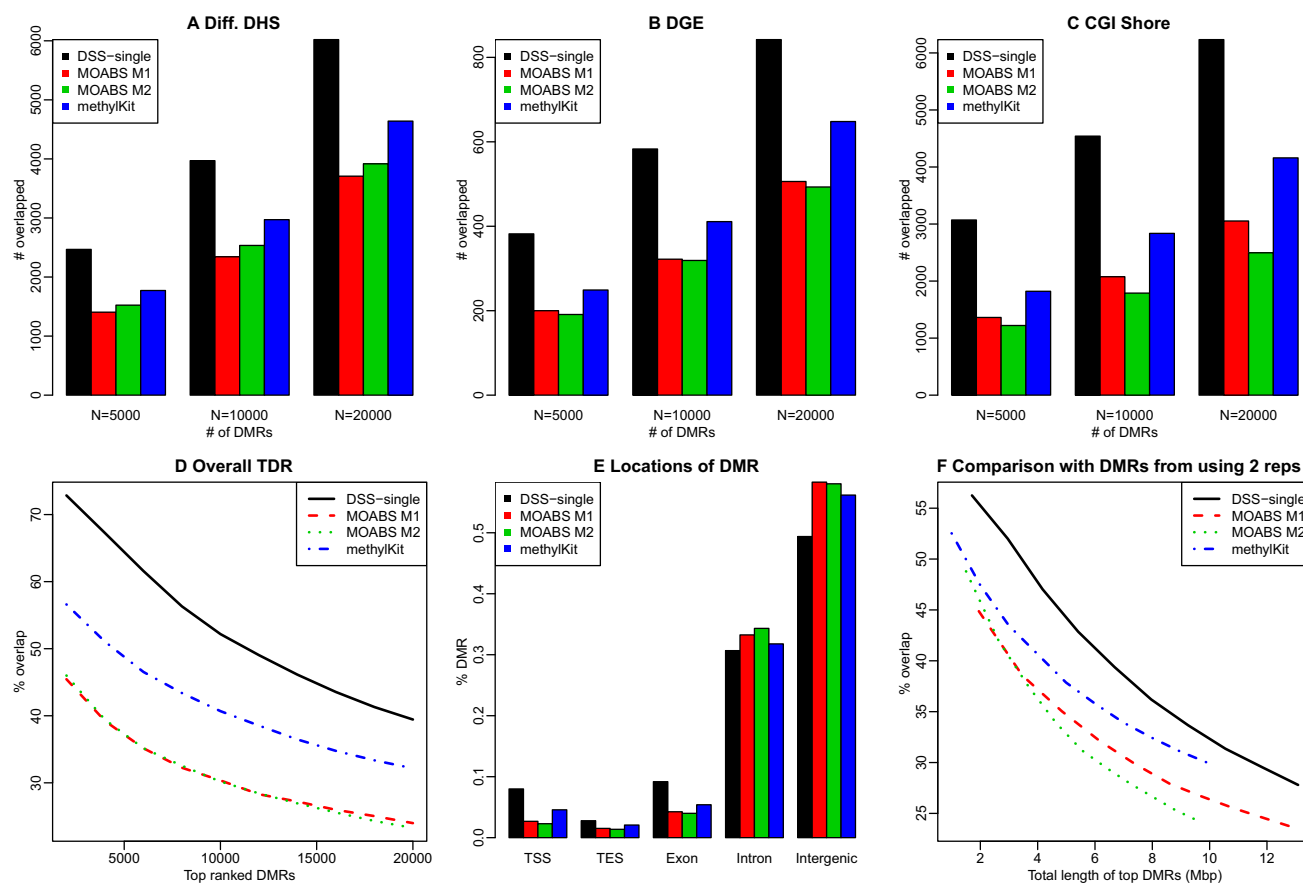 A Diff. DHS
# overlapped
0
1000
2000
3000
4000
5000
6000
DSS−single
MOABS M1
MOABS M2
methylKit
N=5000
N=10000
N=20000
# of DMRs
B DGE
# overlapped
0
200
400
600
800
DSS−single
MOABS M1
MOABS M2
methylKit
N=5000
N=10000
N=20000
# of DMRs
C CGI Shore
# overlapped
0
1000
2000
3000
4000
5000
6000
DSS−single
MOABS M1
MOABS M2
methylKit
N=5000
N=10000
N=20000
# of DMRs
D Overall TDR
% overlap
30
40
50
60
70
DSS−single
MOABS M1
MOABS M2
methylKit
5000
10000
15000
20000
Top ranked DMRs
E Locations of DMR
% DMR
0.0
0.1
0.2
0.3
0.4
0.5
DSS−single
MOABS M1
MOABS M2
methylKit
TSS
TES
Exon
Intron
Intergenic
F Comparison with DMRs from using 2 reps
% overlap
25
30
35
40
45
50
55
DSS−single
MOABS M1
MOABS M2
methylKit
2
4
6
8
10
12
Total length of top DMRs (Mbp)